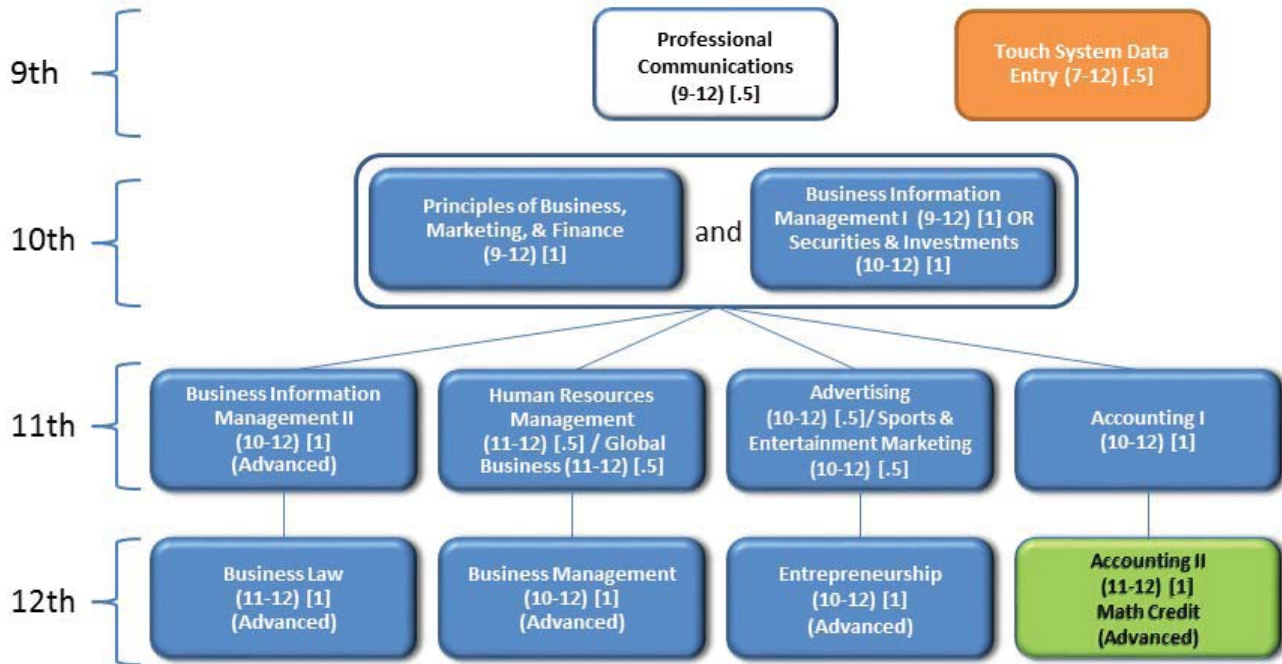 9th
Professional
Communications
(9-12) [.5]
Touch System Data
Entry (7-12) [.5]
10th
Principles of Business,
Marketing, & Finance
(9-12) [1]
and
Business Information
Management I (9-12) [1] OR
Securities & Investments
(10-12) [1]
11th
Business Information
Management II
(10-12) [1]
(Advanced)
Human Resources
Management
(11-12) [.5] / Global
Business (11-12) [.5]
Advertising
(10-12) [.5]/ Sports &
Entertainment Marketing
(10-12) [.5]
Accounting I
(10-12) [1]
12th
Business Law
(11-12) [1]
(Advanced)
Business Management
(10-12) [1]
(Advanced)
Entrepreneurship
(10-12) [1]
(Advanced)
Accounting II
(11-12) [1]
Math Credit
(Advanced)